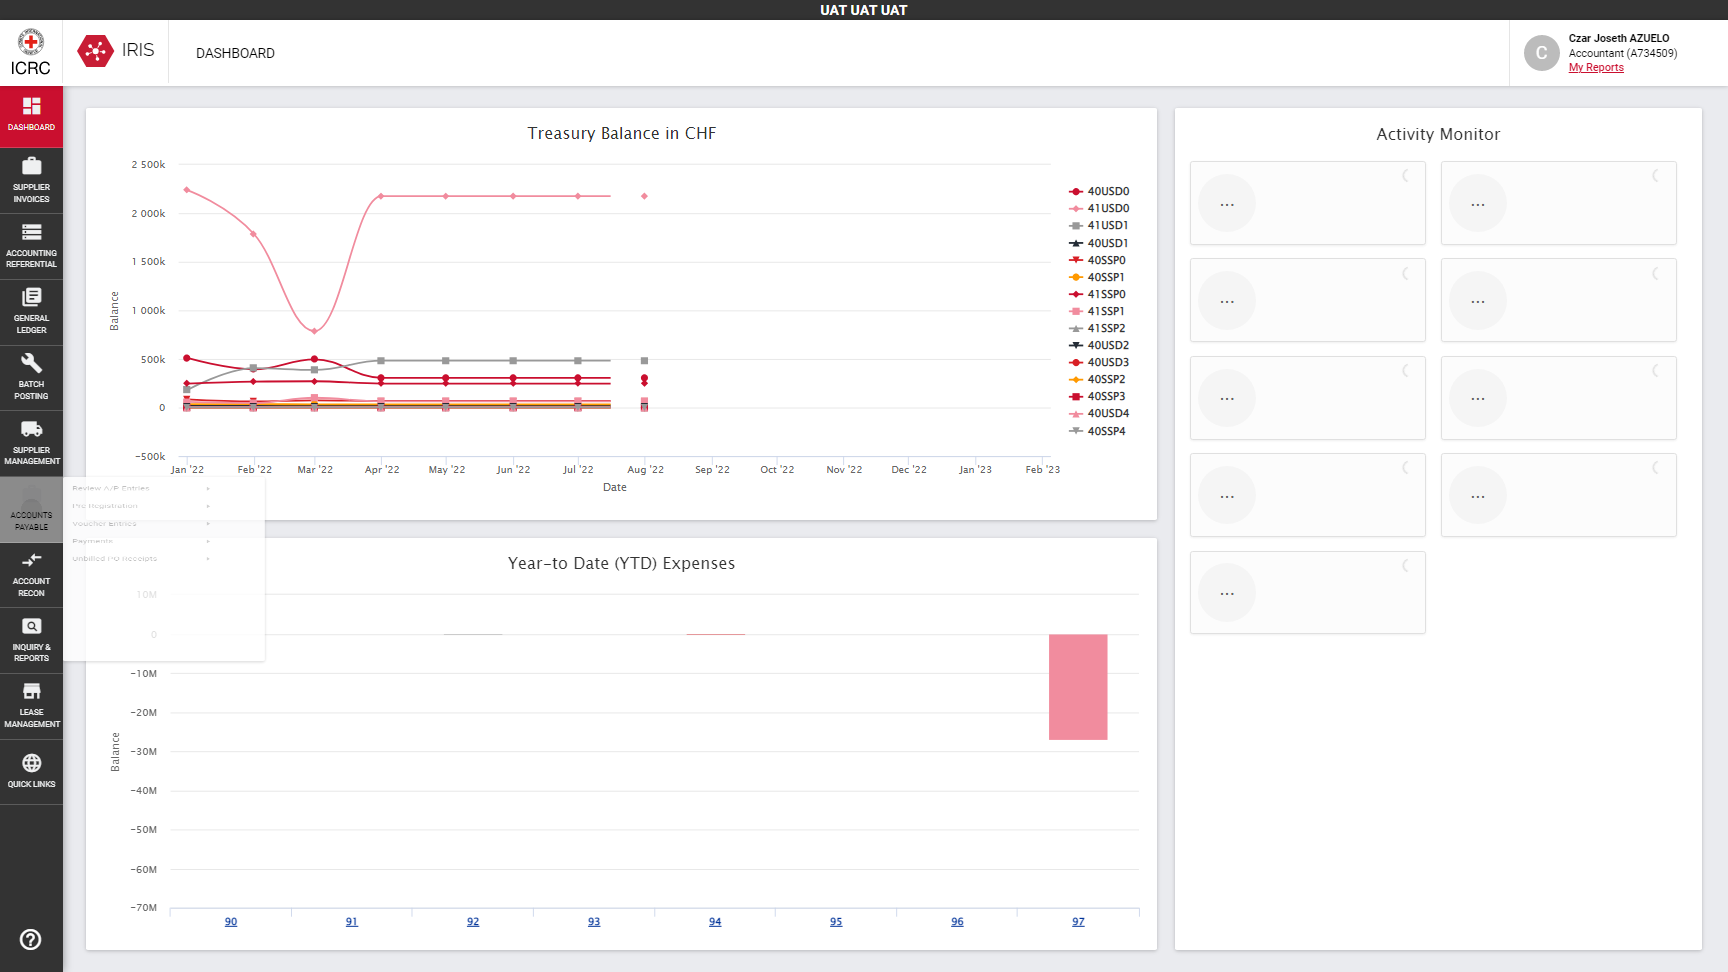 UAT UAT UAT
ICRC
IRIS
DASHBOARD
C
Czar Joseth AZUELO
Accountant (A734509)
My Reports
DASHBOARD
SUPPLIER
INVOICES
ACCOUNTING
REFERENTIAL
GENERAL
LEDGER
BATCH
POSTING
SUPPLIER
MANAGEMENT
ACCOUNTS
PAYABLE
ACCOUNT
RECON
INQUIRY &
REPORTS
LEASE
MANAGEMENT
QUICK LINKS
Review A/P Entries
Pre Registration
Voucher Entries
Payments
Unbilled PO Receipts
Treasury Balance in CHF
2 500k
2 000k
1 500k
1 000k
500k
0
−500k
Balance
Jan '22 Feb '22 Mar '22 Apr '22 May '22 Jun '22 Jul '22 Aug '22 Sep '22 Oct '22 Nov '22 Dec '22 Jan '23 Feb '23
Date
40USD0
41USD0
41USD1
40USD1
40SSP0
40SSP1
41SSP0
41SSP1
41SSP2
40USD2
40USD3
40SSP2
40SSP3
40USD4
40SSP4
Year-to Date (YTD) Expenses
10M
0
−10M
−20M
−30M
−40M
−50M
−60M
−70M
Balance
90 91 92 93 94 95 96 97
Activity Monitor
... ...
... ...
... ...
... ...
...